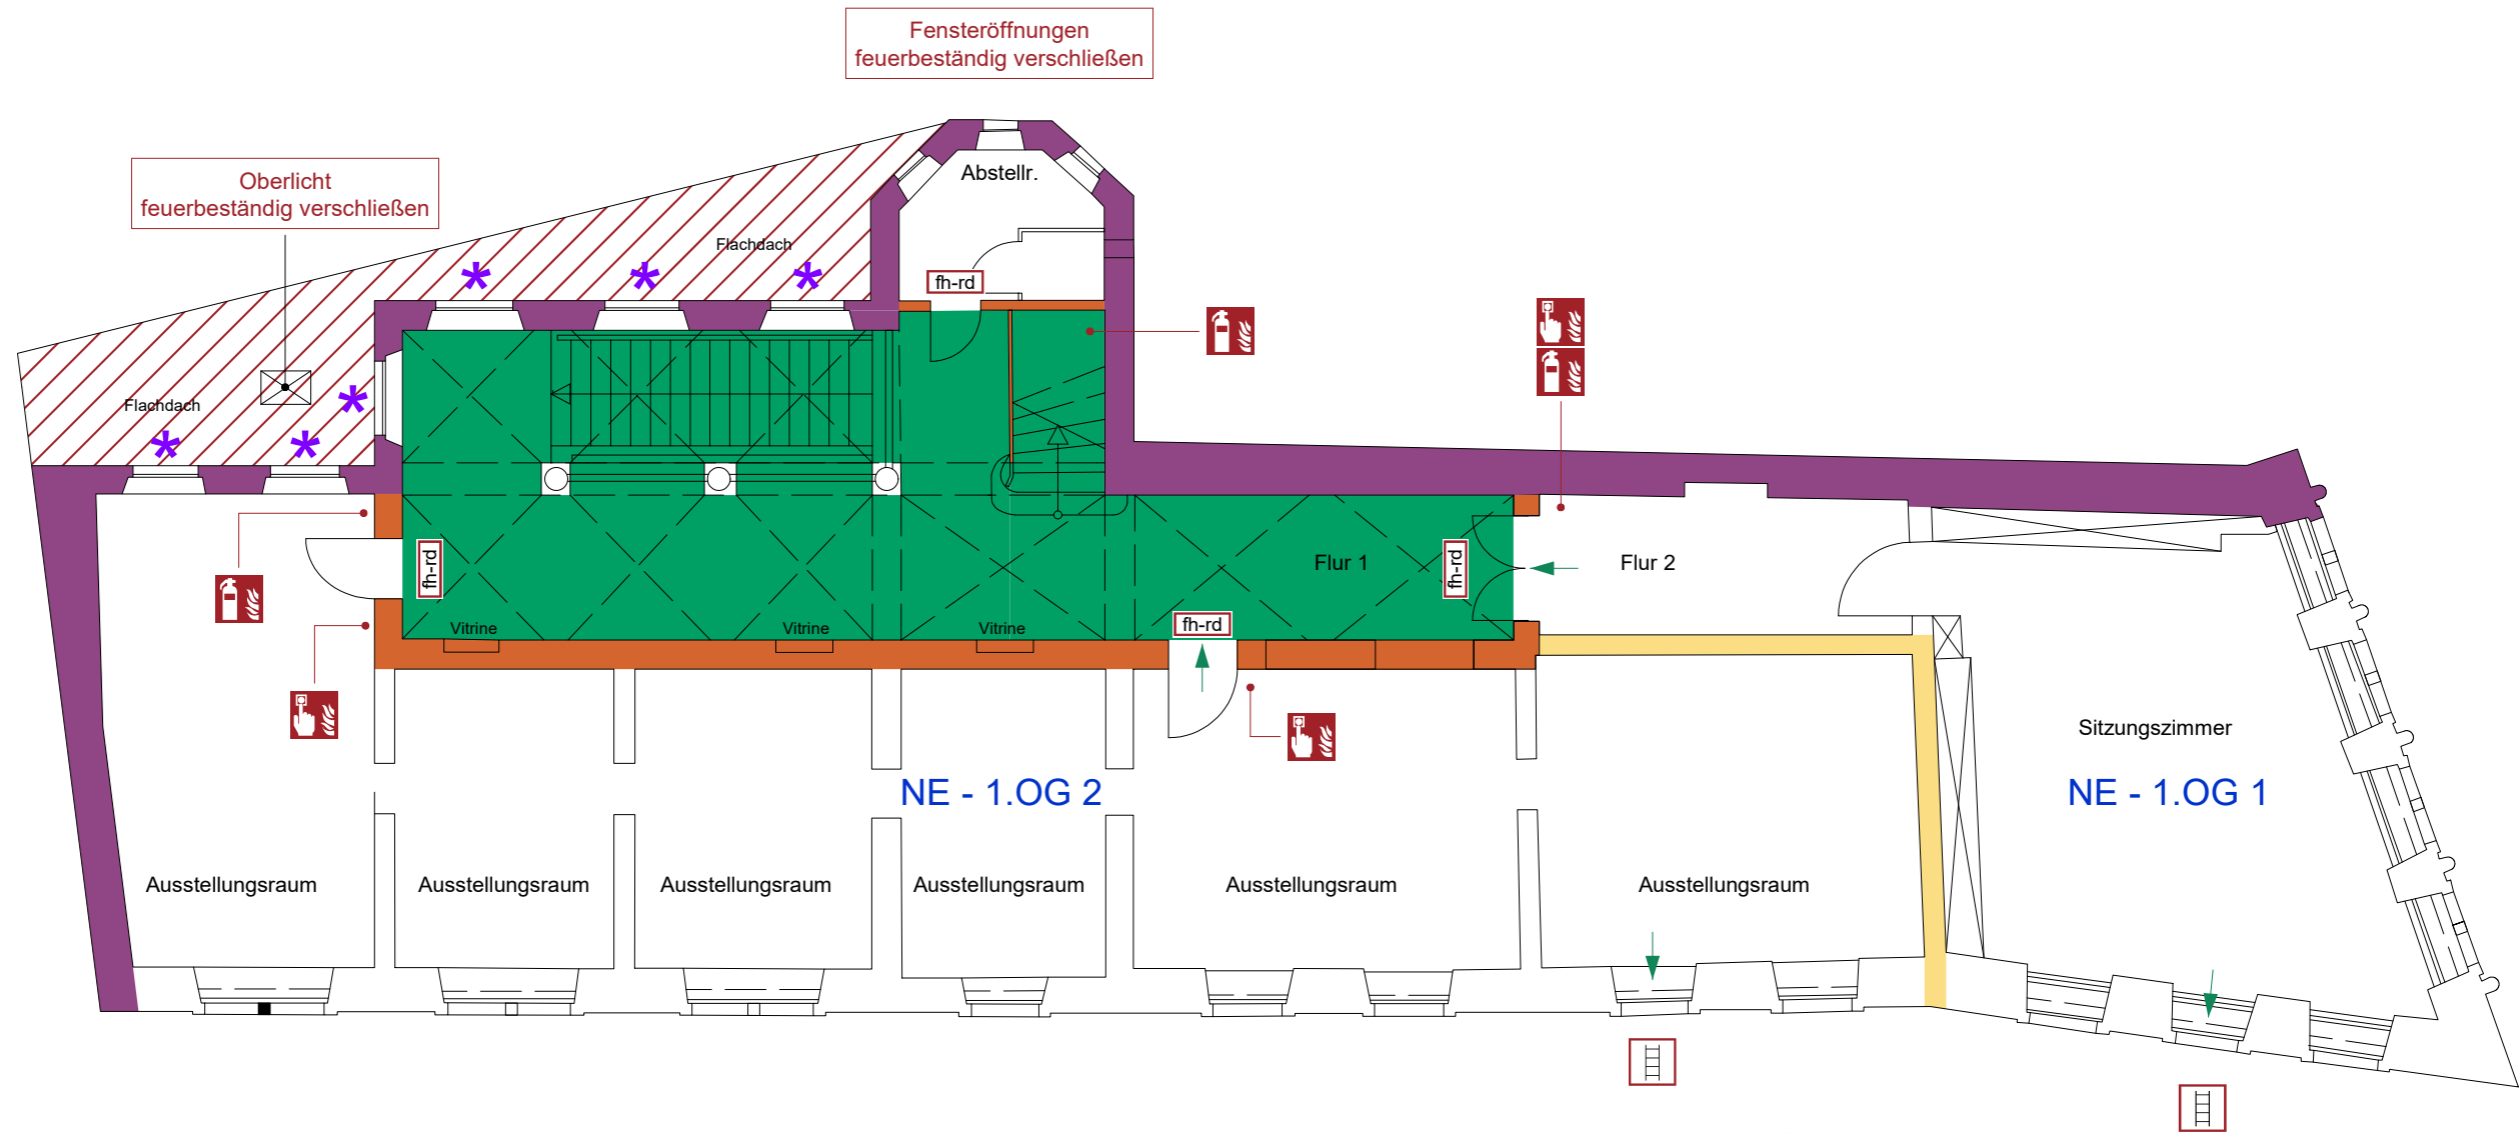 Fensteröffnungen
feuerbeständig verschließen
Oberlicht
feuerbeständig verschließen
Abstellr.
Flachdach
*
*
*
fh-rd
Flachdach
*
*
*
fh-rd
Flur 1
fh-rd
Flur 2
Vitrine
Vitrine
Vitrine
fh-rd
Sitzungszimmer
NE - 1.OG 2
NE - 1.OG 1
Ausstellungsraum
Ausstellungsraum
Ausstellungsraum
Ausstellungsraum
Ausstellungsraum
Ausstellungsraum